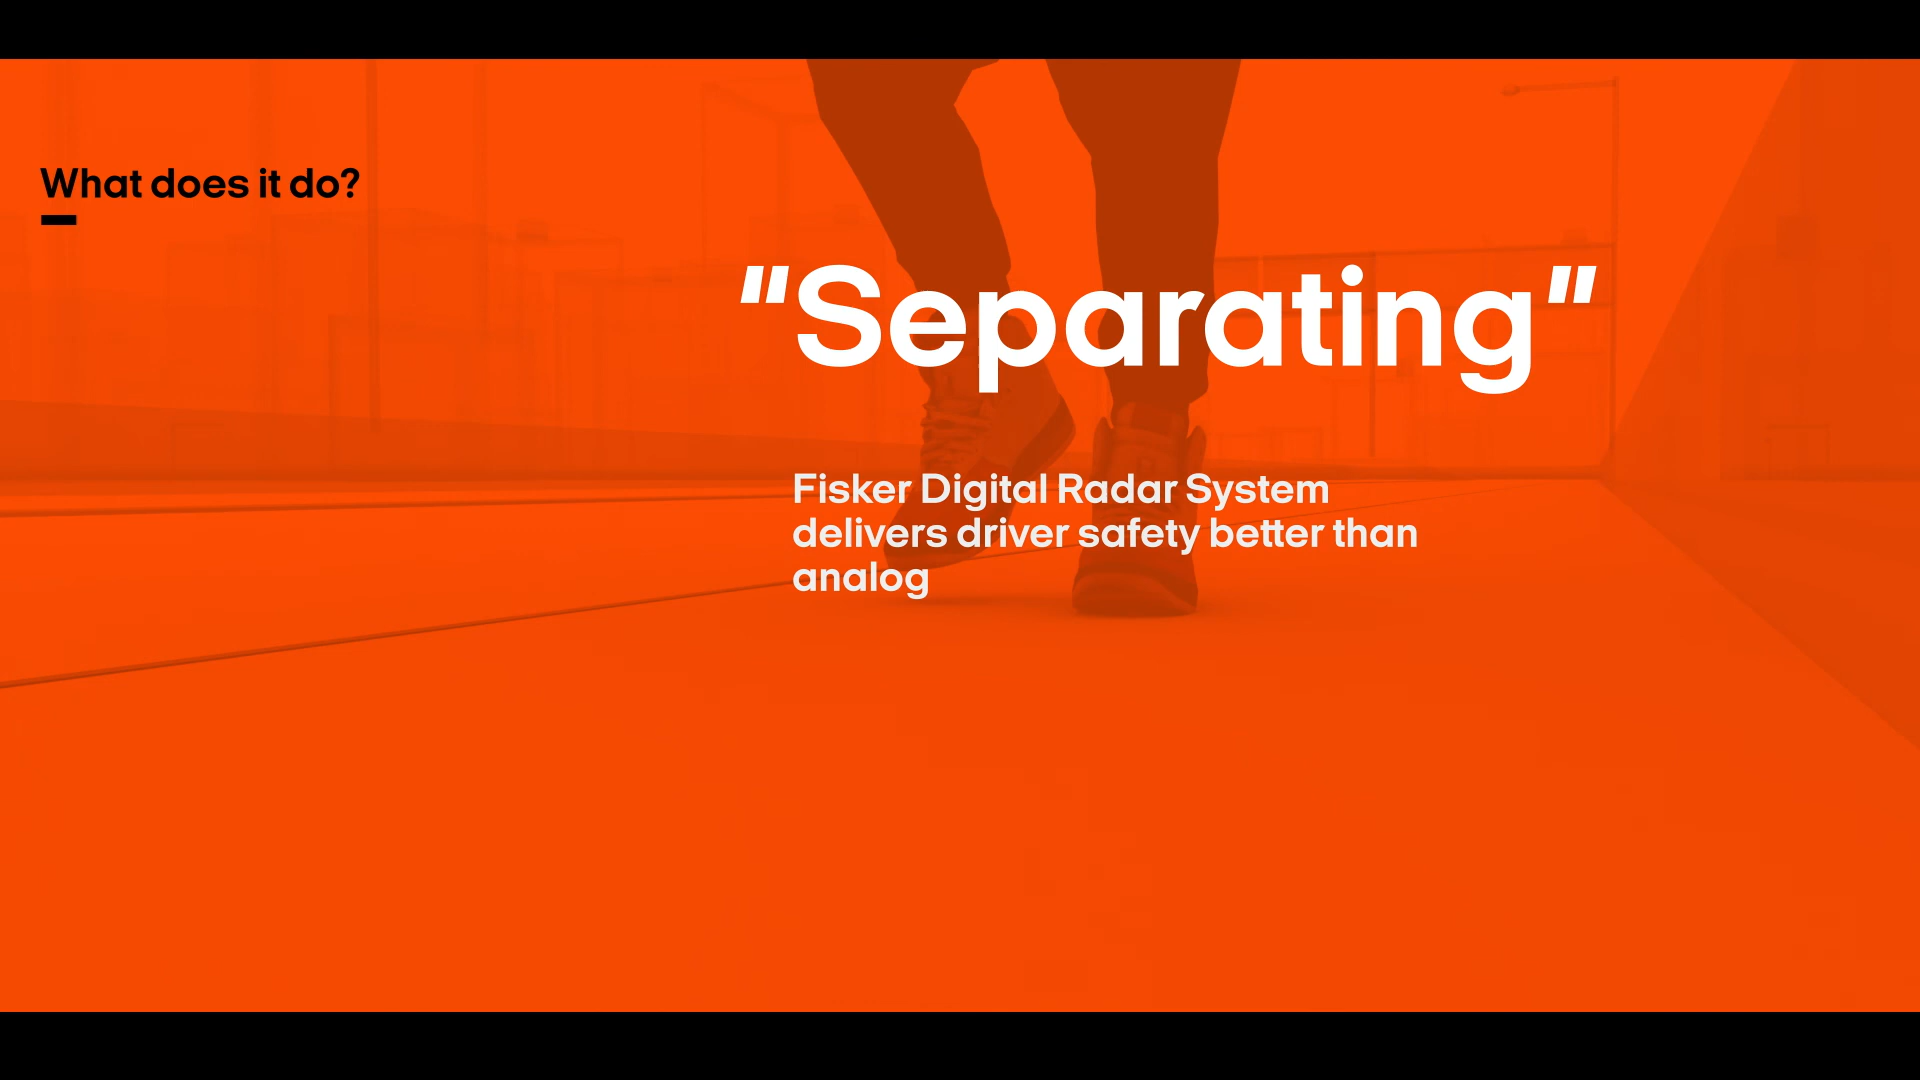 What does it do?
"Separating"
Fisker Digital Radar System
delivers driver safety better than
analog